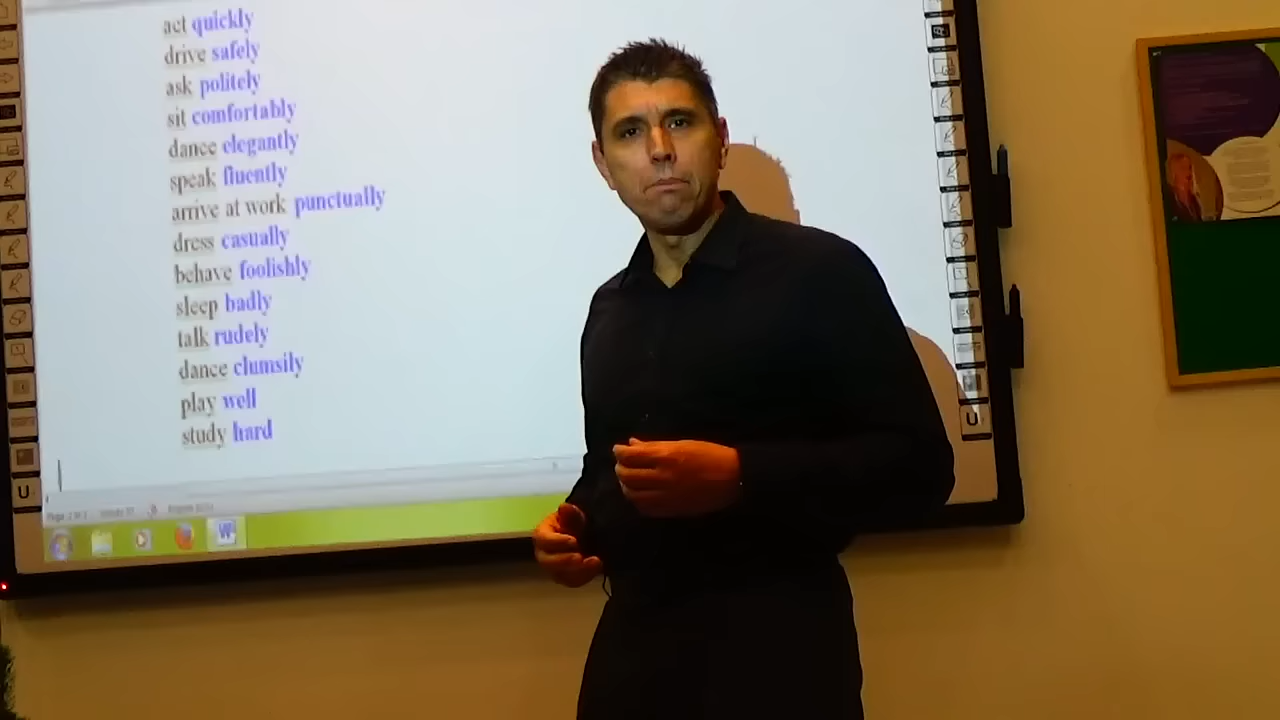 act quickly
drive safely
ask politely
sit comfortably
dance elegantly
speak fluently
arrive at work punctually
dress casually
behave foolishly
sleep badly
talk rudely
dance clumsily
play well
study hard
U
U
W